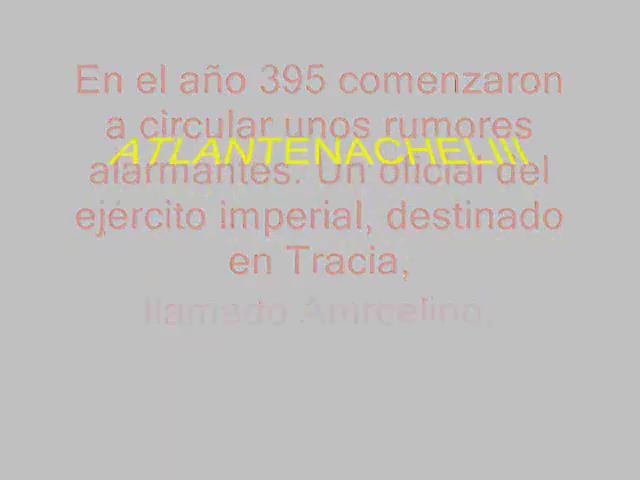 En el año 395 comenzaron
a circular unos rumores
ATLANTENACHELIII
alarmantes. Un oficial del
ejército imperial, destinado
en Tracia,
llamado